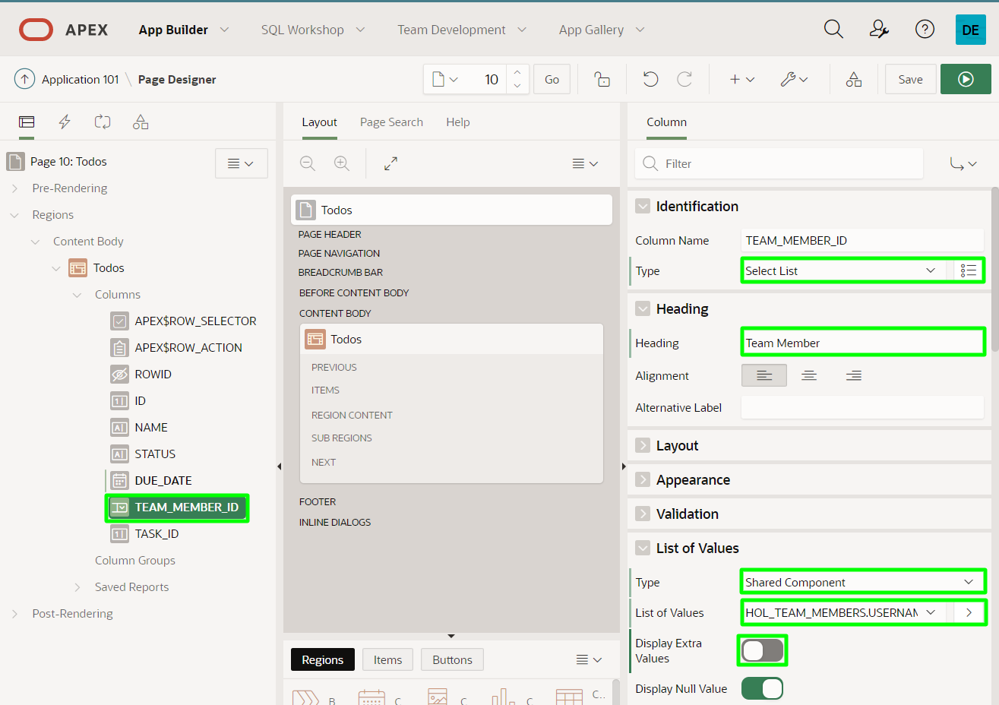 APEX
App Builder
SQL Workshop
Team Development
App Gallery
DE
Application 101 \ Page Designer
10
Go
Save
Page 10: Todos
Pre-Rendering
Regions
Content Body
Todos
Columns
APEX$ROW_SELECTOR
APEX$ROW_ACTION
ROWID
ID
NAME
STATUS
DUE_DATE
TEAM_MEMBER_ID
TASK_ID
Column Groups
Saved Reports
Post-Rendering
Layout
Page Search
Help
Todos
PAGE HEADER
PAGE NAVIGATION
BREADCRUMB BAR
BEFORE CONTENT BODY
CONTENT BODY
Todos
PREVIOUS
ITEMS
REGION CONTENT
SUB REGIONS
NEXT
FOOTER
INLINE DIALOGS
Regions
Items
Buttons
B
C
C
C
C..
Column
Filter
Identification
Column Name
TEAM_MEMBER_ID
Type
Select List
Heading
Heading
Team Member
Alignment
Alternative Label
Layout
Appearance
Validation
List of Values
Type
Shared Component
List of Values
HOL_TEAM_MEMBERS.USERNAM
Display Extra
Values
Display Null Value